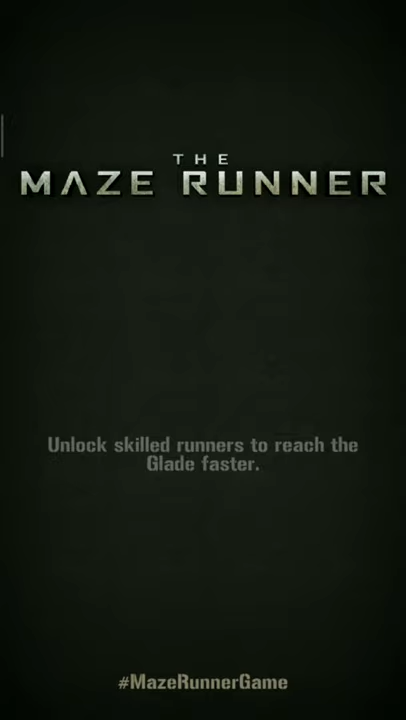 THE
MAZE RUNNER
Unlock skilled runners to reach the
Glade faster.
#MazeRunnerGame